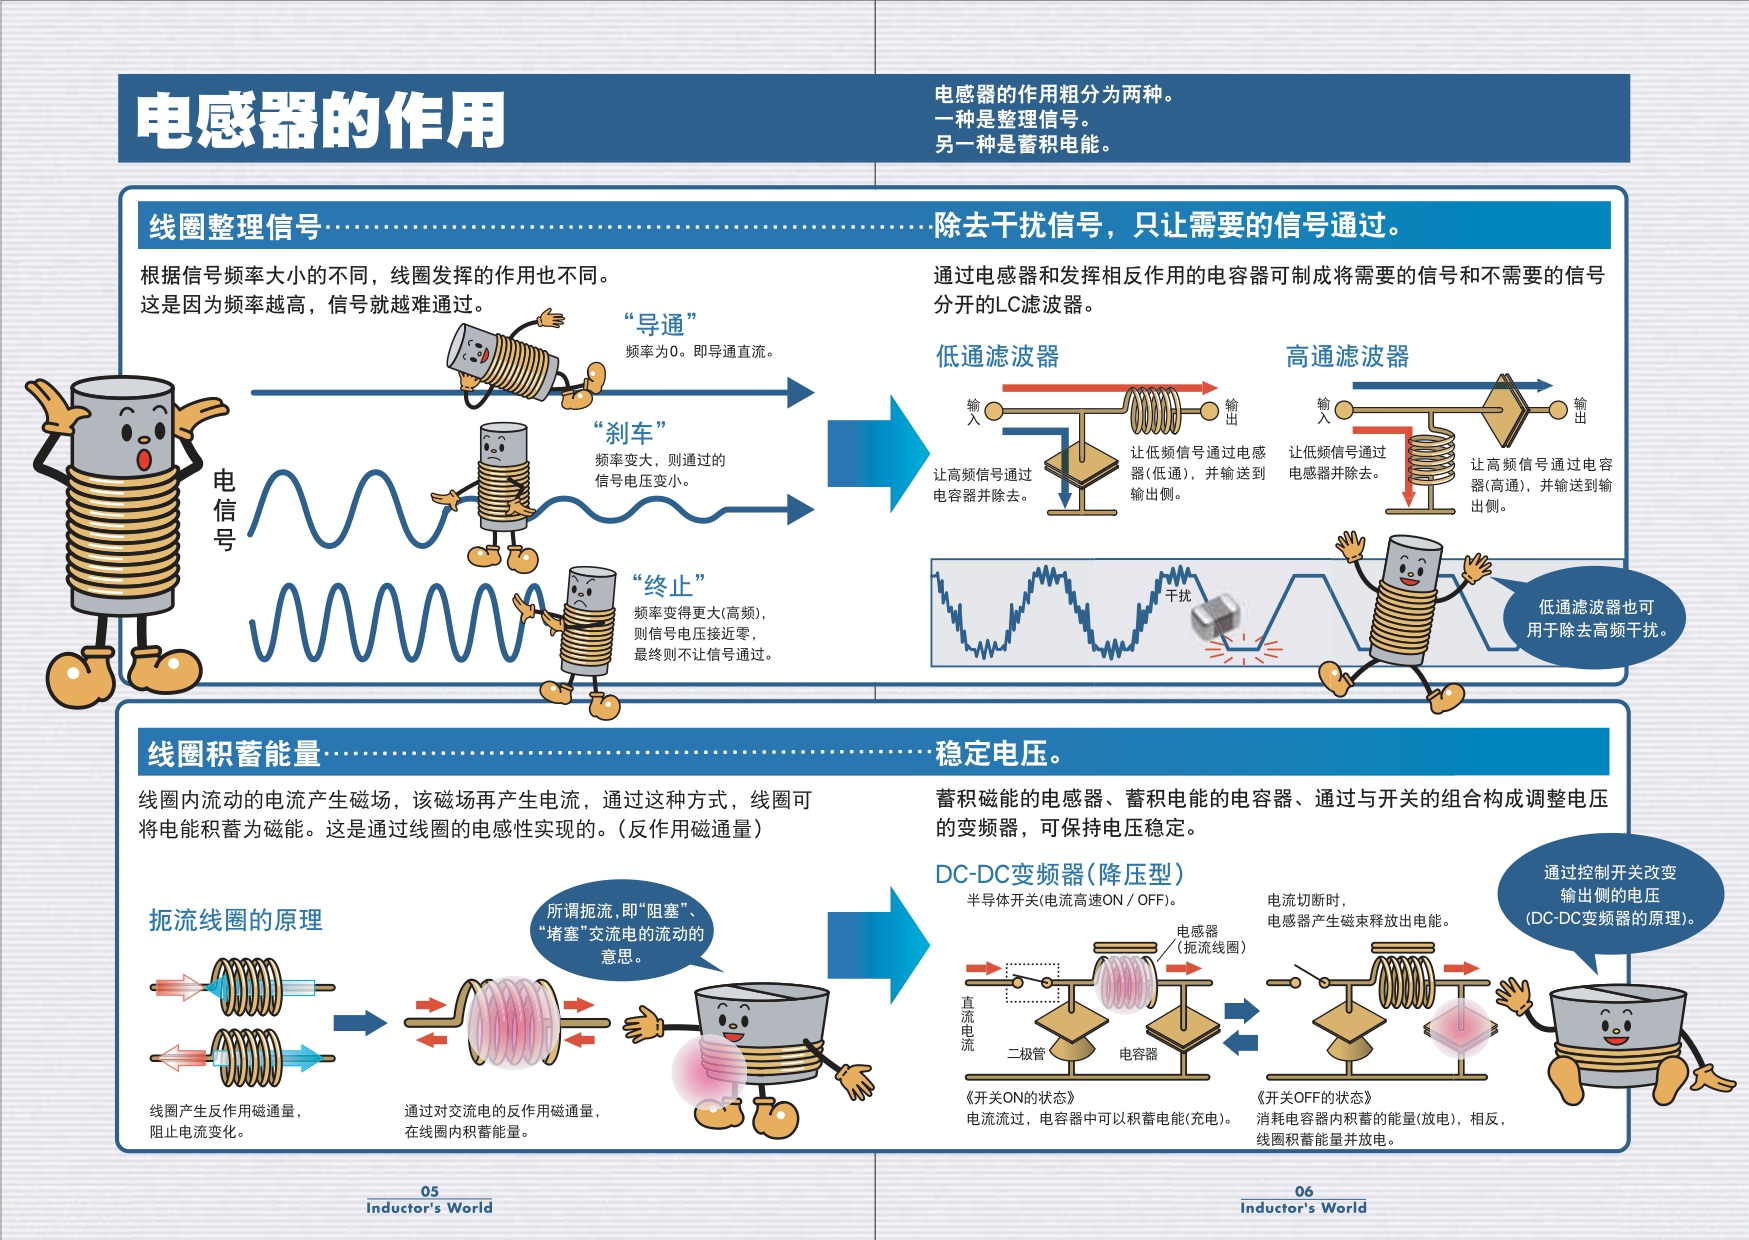 电感器的作用
电感器的作用粗分为两种。
一种是整理信号。
另一种是蓄积电能。
线圈整理信号
除去干扰信号，只让需要的信号通过。
根据信号频率大小的不同，线圈发挥的作用也不同。
这是因为频率越高，信号就越难通过。
“导通”
频率为0。即导通直流。
“刹车”
频率变大，则通过的
信号电压变小。
电信号
“终止”
频率变得更大(高频)，
则信号电压接近零，
最终则不让信号通过。
通过电感器和发挥相反作用的电容器可制成将需要的信号和不需要的信号
分开的LC滤波器。
低通滤波器
输入
输出
让高频信号通过
电容器并除去。
让低频信号通过电感
器(低通)，并输送到
输出侧。
高通滤波器
输入
输出
让低频信号通过
电感器并除去。
让高频信号通过电容
器(高通)，并输送到输
出侧。
干扰
低通滤波器也可
用于除去高频干扰。
线圈积蓄能量
稳定电压。
线圈内流动的电流产生磁场，该磁场再产生电流，通过这种方式，线圈可
将电能积蓄为磁能。这是通过线圈的电感性实现的。（反作用磁通量）
扼流线圈的原理
所谓扼流,即“阻塞”、
“堵塞”交流电的流动的
意思。
线圈产生反作用磁通量，
阻止电流变化。
通过对交流电的反作用磁通量，
在线圈内积蓄能量。
蓄积磁能的电感器、蓄积电能的电容器、通过与开关的组合构成调整电压
的变频器，可保持电压稳定。
DC-DC变频器（降压型）
半导体开关(电流高速ON / OFF)。
电感器
（扼流线圈）
直流电流
二极管
电容器
《开关ON的状态》
电流流过，电容器中可以积蓄电能(充电)。
电流切断时，
电感器产生磁束释放出电能。
《开关OFF的状态》
消耗电容器内积蓄的能量(放电)，相反，
线圈积蓄能量并放电。
通过控制开关改变
输出侧的电压
(DC-DC变频器的原理)。
05
Inductor's World
06
Inductor's World